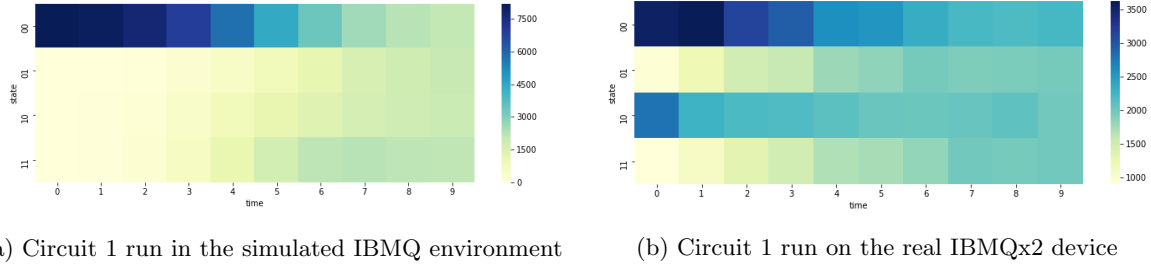 00
01
10
11
state
0 1 2 3 4 5 6 7 8 9
time
7500
6000
4500
3000
1500
0
00
01
10
11
state
0 1 2 3 4 5 6 7 8 9
time
3500
3000
2500
2000
1500
1000
) Circuit 1 run in the simulated IBMQ environment
(b) Circuit 1 run on the real IBMQx2 device